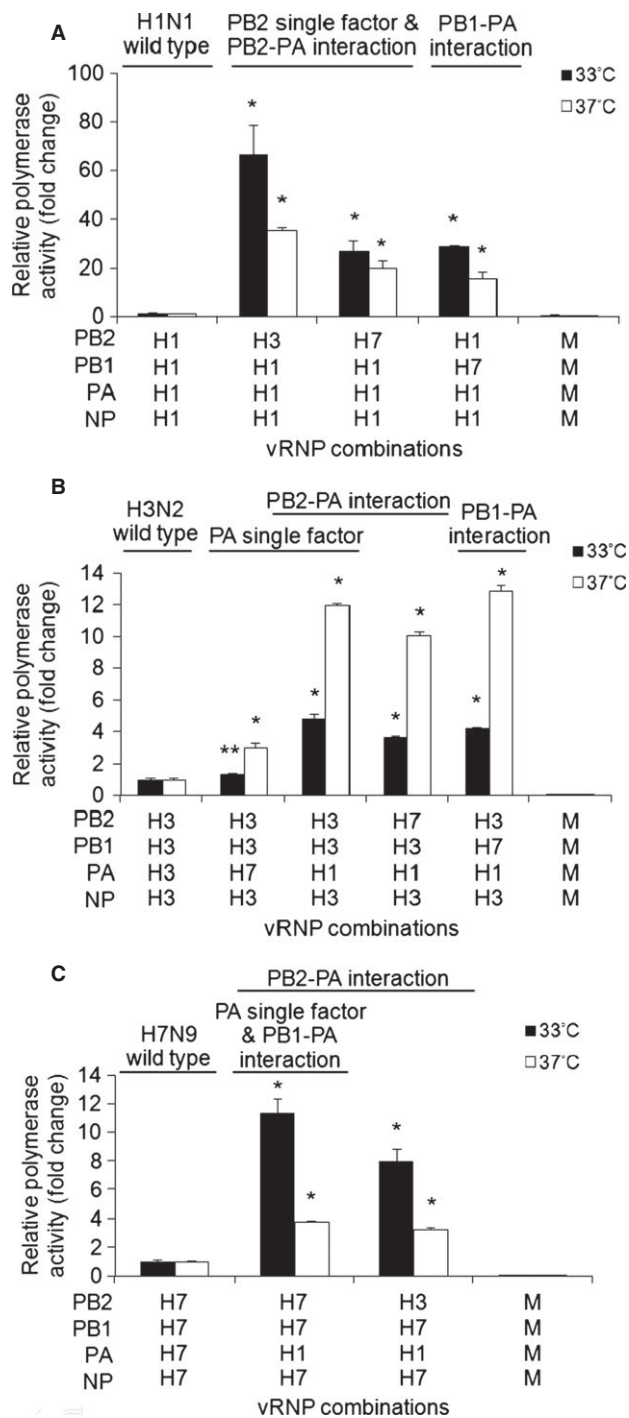 A
H1N1
wild type
PB2 single factor &
PB2-PA interaction
PB1-PA
interaction
33°C
37°C
Relative polymerase
activity (fold change)
100
80
60
40
20
0
* * * * * *
PB2 H1 H3 H7 H1 M
PB1 H1 H1 H1 H7 M
PA H1 H1 H1 H1 M
NP H1 H1 H1 H1 M
vRNP combinations
B
PB2-PA interaction
H3N2
wild type
PA single factor
PB1-PA
interaction
33°C
37°C
Relative polymerase
activity (fold change)
14
12
10
8
6
4
2
0
** * * * * * * *
PB2 H3 H3 H3 H7 H3 M
PB1 H3 H3 H3 H3 H7 M
PA H3 H7 H1 H1 H1 M
NP H3 H3 H3 H3 H3 M
vRNP combinations
C
PB2-PA interaction
H7N9
wild type
PA single factor
& PB1-PA
interaction
33°C
37°C
Relative polymerase
activity (fold change)
14
12
10
8
6
4
2
0
* * * *
PB2 H7 H7 H3 M
PB1 H7 H7 H7 M
PA H7 H1 H1 M
NP H7 H7 H7 M
vRNP combinations